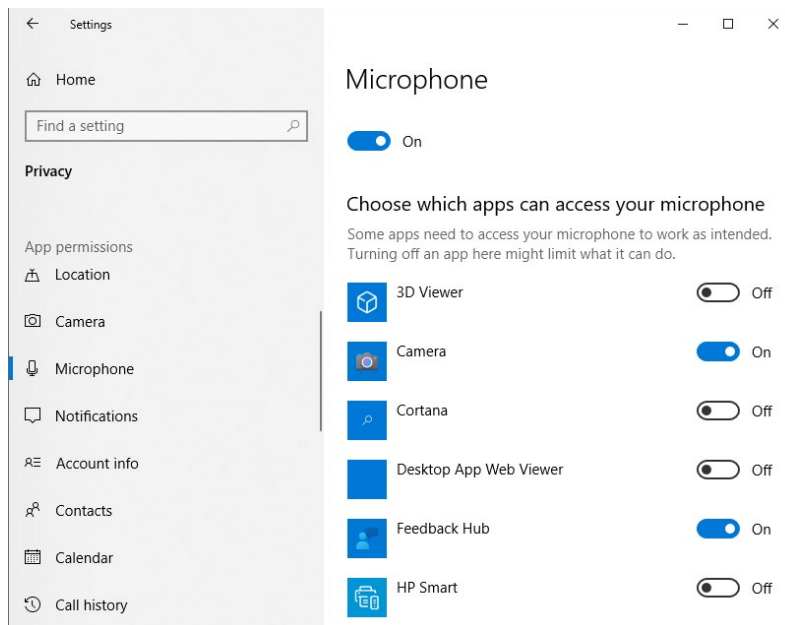 Settings
Home
Find a setting
Privacy
App permissions
Location
Camera
Microphone
Notifications
Account info
Contacts
Calendar
Call history
Microphone
On
Choose which apps can access your microphone
Some apps need to access your microphone to work as intended.
Turning off an app here might limit what it can do.
3D Viewer Off
Camera On
Cortana Off
Desktop App Web Viewer Off
Feedback Hub On
HP Smart Off